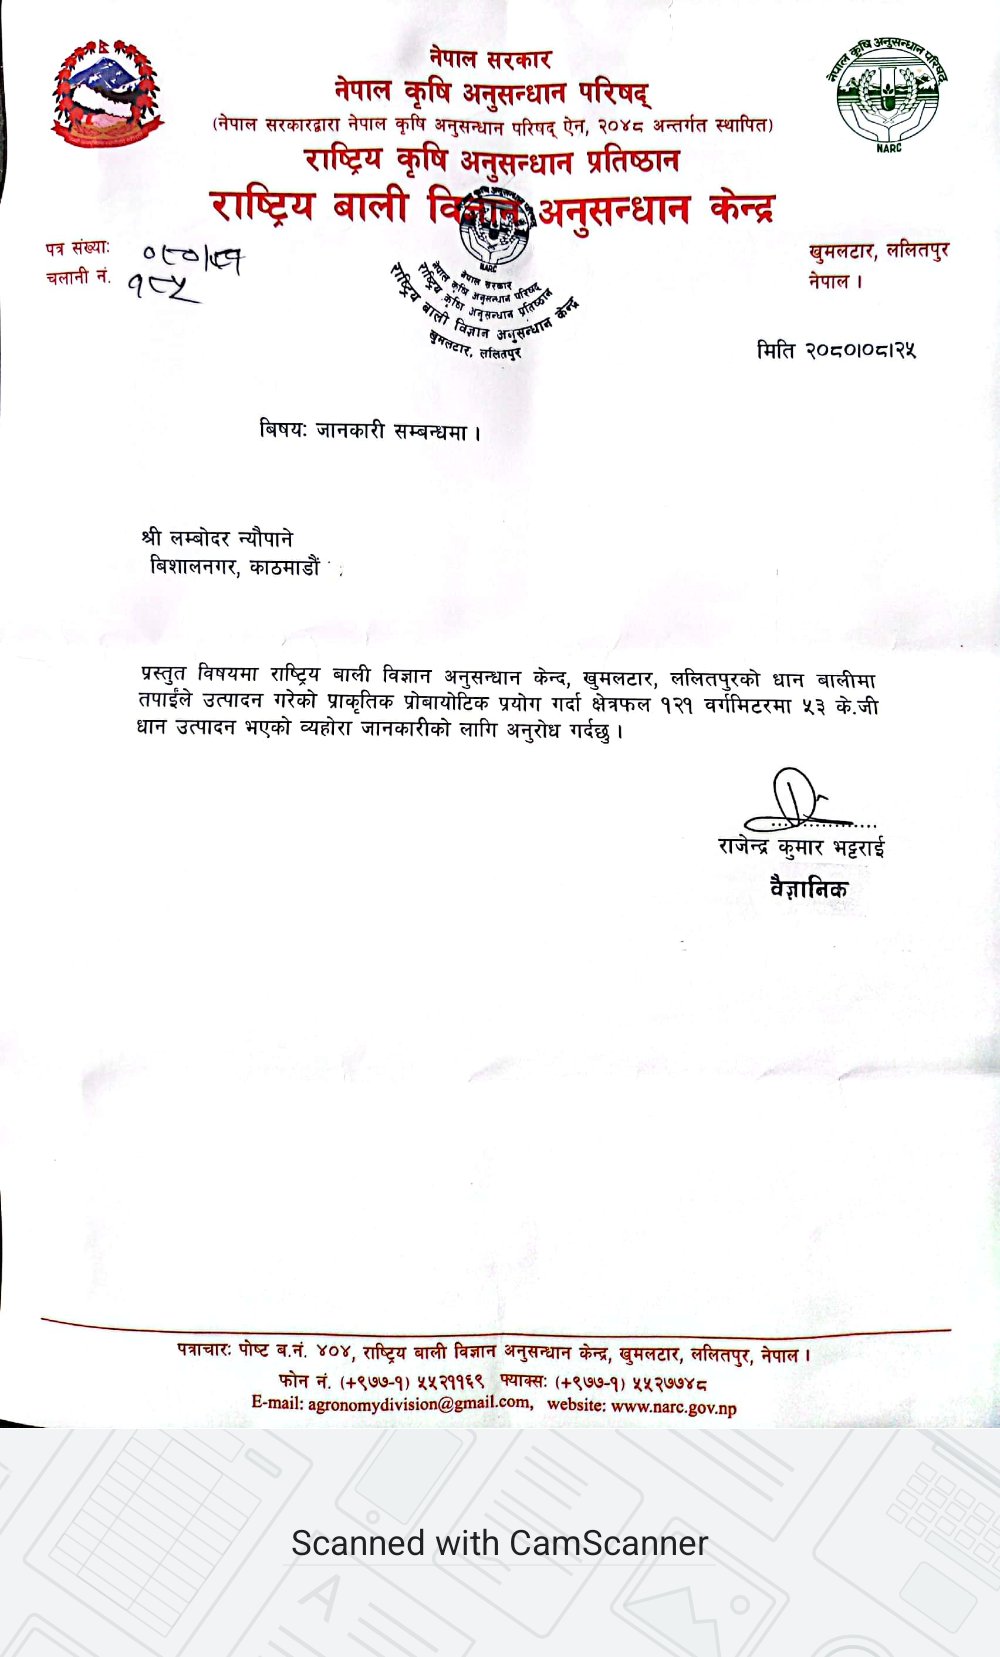 नेपाल सरकार
नेपाल कृषि अनुसन्धान परिषद्
(नेपाल सरकारद्वारा नेपाल कृषि अनुसन्धान परिषद् ऐन, २०४८ अन्तर्गत स्थापित)
राष्ट्रिय कृषि अनुसन्धान प्रतिष्ठान
राष्ट्रिय बाली विज्ञान अनुसन्धान केन्द्र
नेपाल कृषि अनुसन्धान परिषद्
NARC
पत्र संख्या: ०८०/८१
चलानी नं. १९५
खुमलटार, ललितपुर
नेपाल ।
NARC
नेपाल सरकार
नेपाल कृषि अनुसन्धान परिषद
राष्ट्रिय कृषि अनुसन्धान प्रतिष्ठान
राष्ट्रिय बाली विज्ञान अनुसन्धान केन्द्र
खुमलटार, ललितपुर
मिति २०८०।०८।२५
बिषय: जानकारी सम्बन्धमा ।
श्री लम्बोदर न्यौपाने
बिशालनगर, काठमाडौं
प्रस्तुत विषयमा राष्ट्रिय बाली विज्ञान अनुसन्धान केन्द, खुमलटार, ललितपुरको धान बालीमा
तपाईंले उत्पादन गरेको प्राकृतिक प्रोबायोटिक प्रयोग गर्दा क्षेत्रफल १२१ वर्गमिटरमा ५३ के.जी
धान उत्पादन भएको व्यहोरा जानकारीको लागि अनुरोध गर्दछु ।
राजेन्द्र कुमार भट्टराई
वैज्ञानिक
पत्राचार: पोष्ट ब.नं. ४०४, राष्ट्रिय बाली विज्ञान अनुसन्धान केन्द्र, खुमलटार, ललितपुर, नेपाल ।
फोन नं. (+९७७-१) ५५२११६९ फ्याक्स: (+९७७-१) ५५२७७४८
E-mail: agronomydivision@gmail.com, website: www.narc.gov.np
Scanned with CamScanner